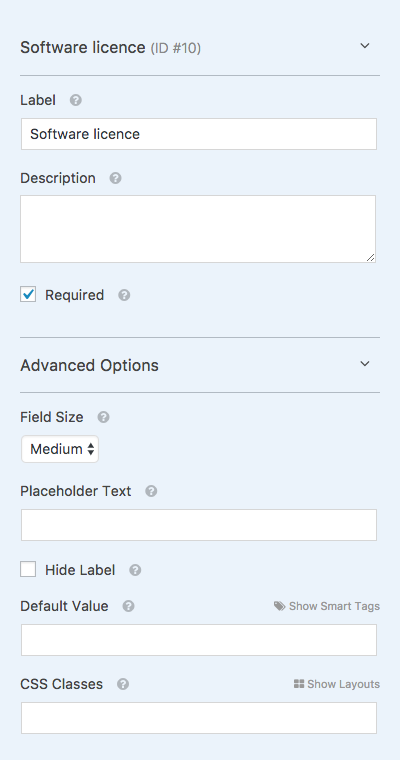 Software licence (ID #10)
Label
Software licence
Description
Required
Advanced Options
Field Size
Medium
Placeholder Text
Hide Label
Default Value Show Smart Tags
CSS Classes Show Layouts